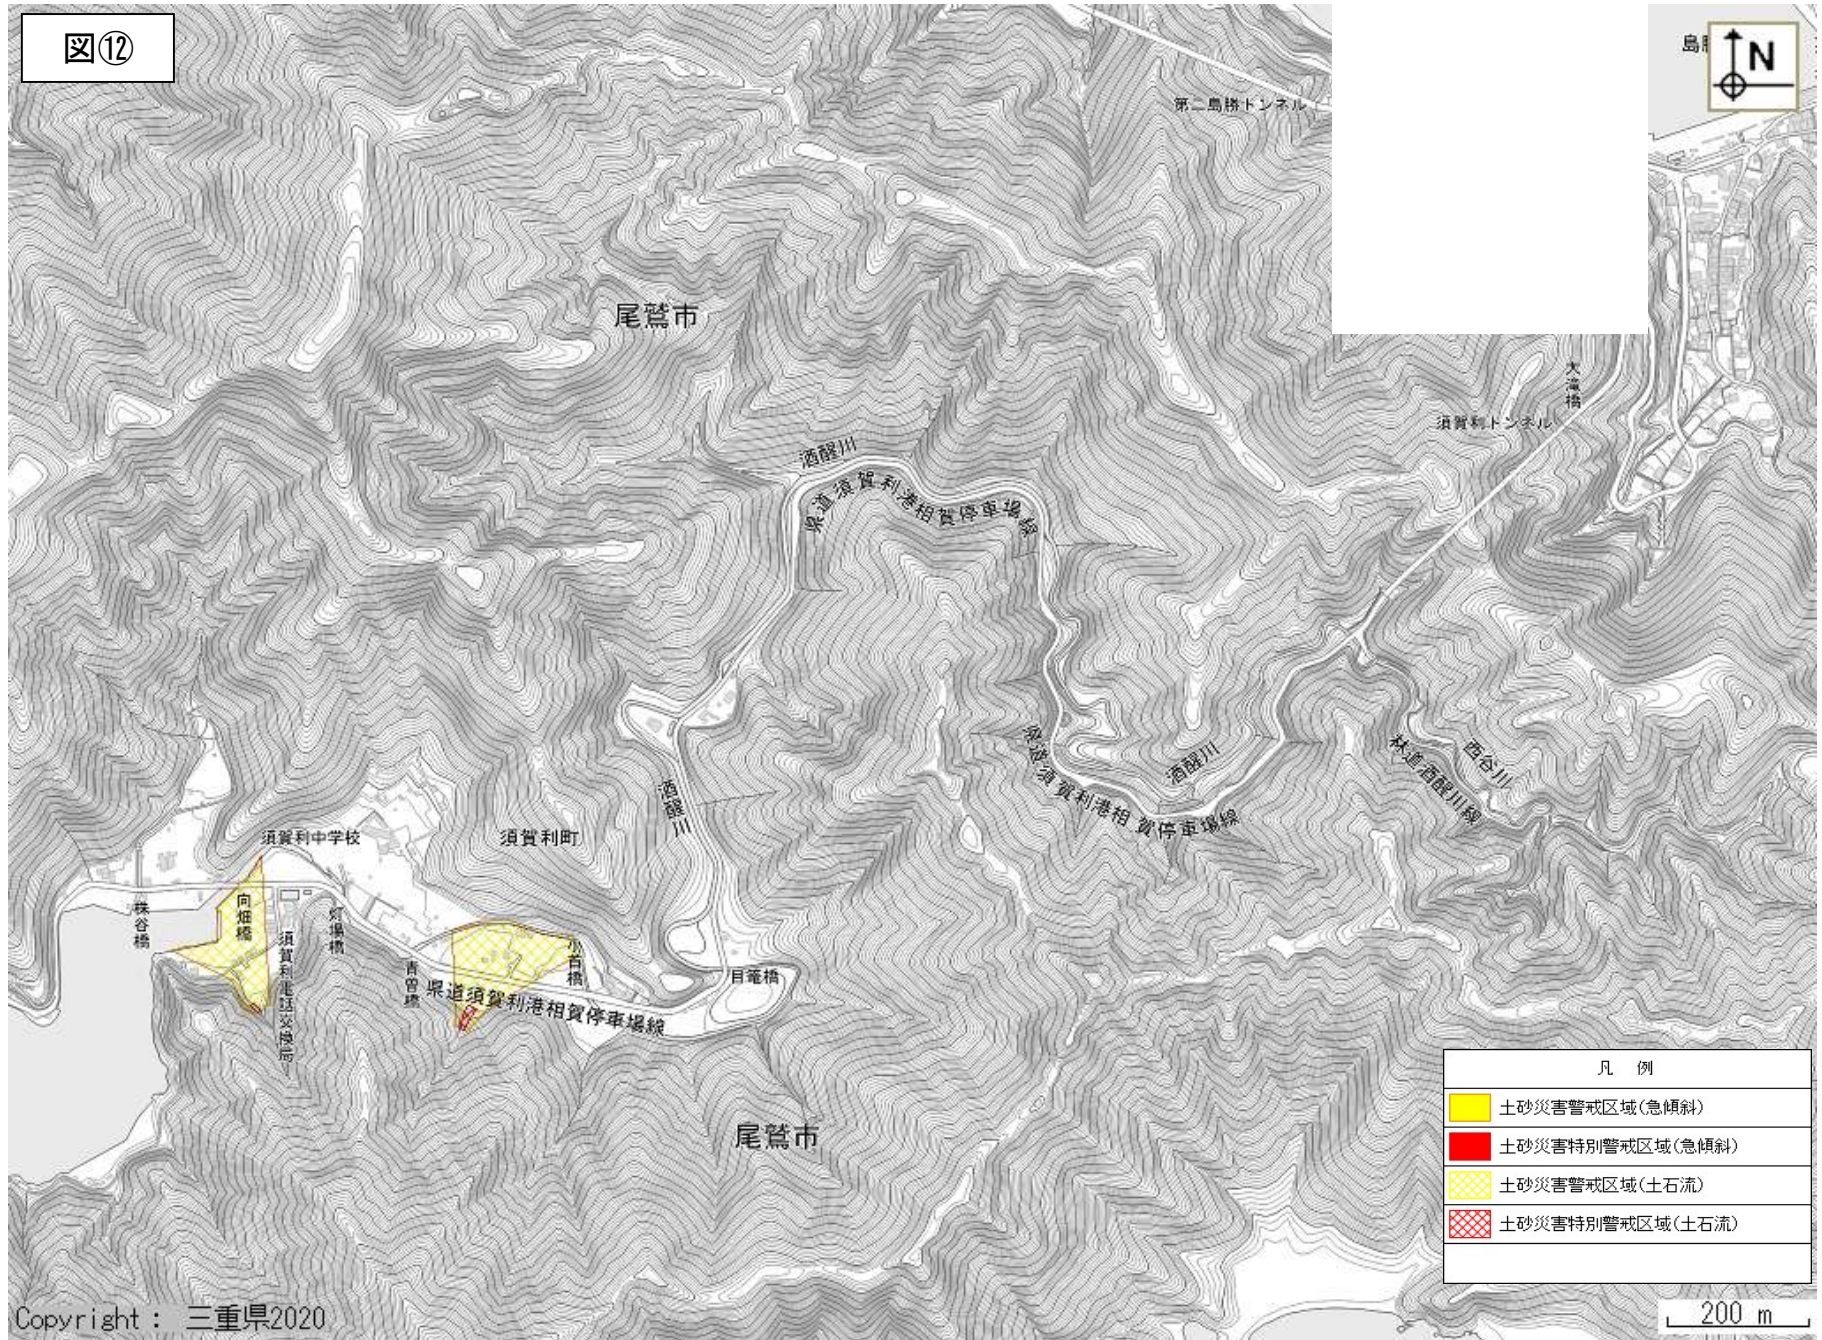 図⑫
島
N
第二島勝トンネル
尾鷲市
大滝橋
須賀利トンネル
酒醒川
県道須賀利港相賀停車場線
酒醒川
県道須賀利港相賀停車場線
西谷川
林道酒醒川線
酒醒川
須賀利中学校
須賀利町
向畑橋
株谷橋
灯場橋
須賀利電話交換局
青曽橋
小百橋
目篭橋
県道須賀利港相賀停車場線
尾鷲市
凡 例
土砂災害警戒区域(急傾斜)
土砂災害特別警戒区域(急傾斜)
土砂災害警戒区域(土石流)
土砂災害特別警戒区域(土石流)
Copyright : 三重県2020
200 m